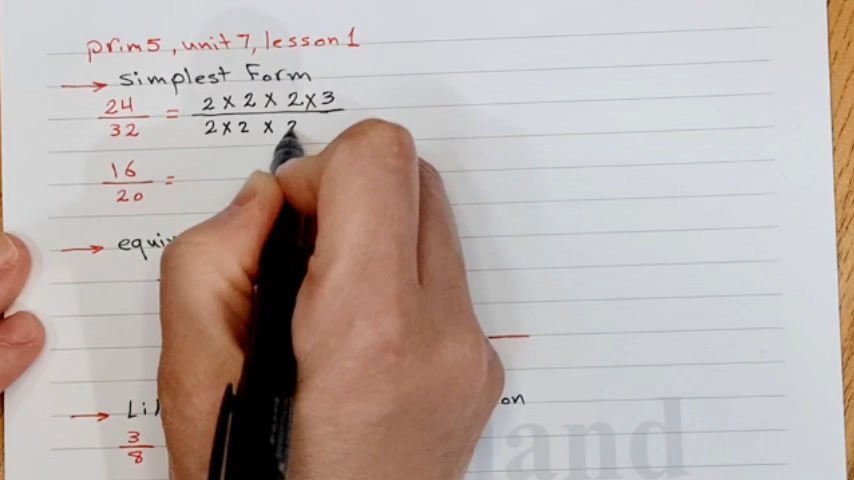 prim5, unit 7, lesson 1
→ simplest Form
24/32 = 2 × 2 × 2 × 3 / 2 × 2 × 2
16/20 =
→
→
on
3/8
and